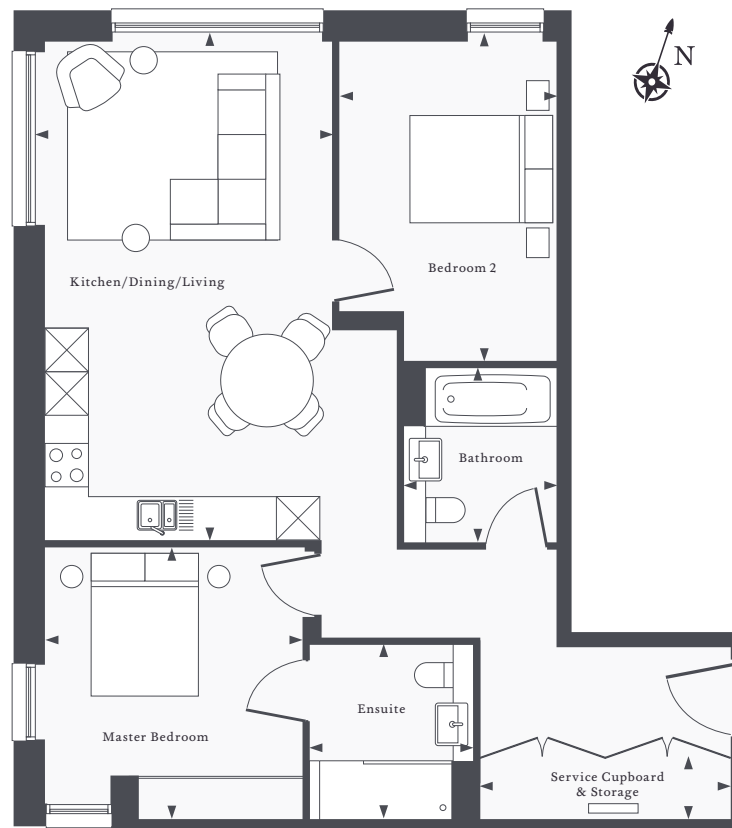 N
Kitchen/Dining/Living
Bedroom 2
Bathroom
Ensuite
Master Bedroom
Service Cupboard
& Storage